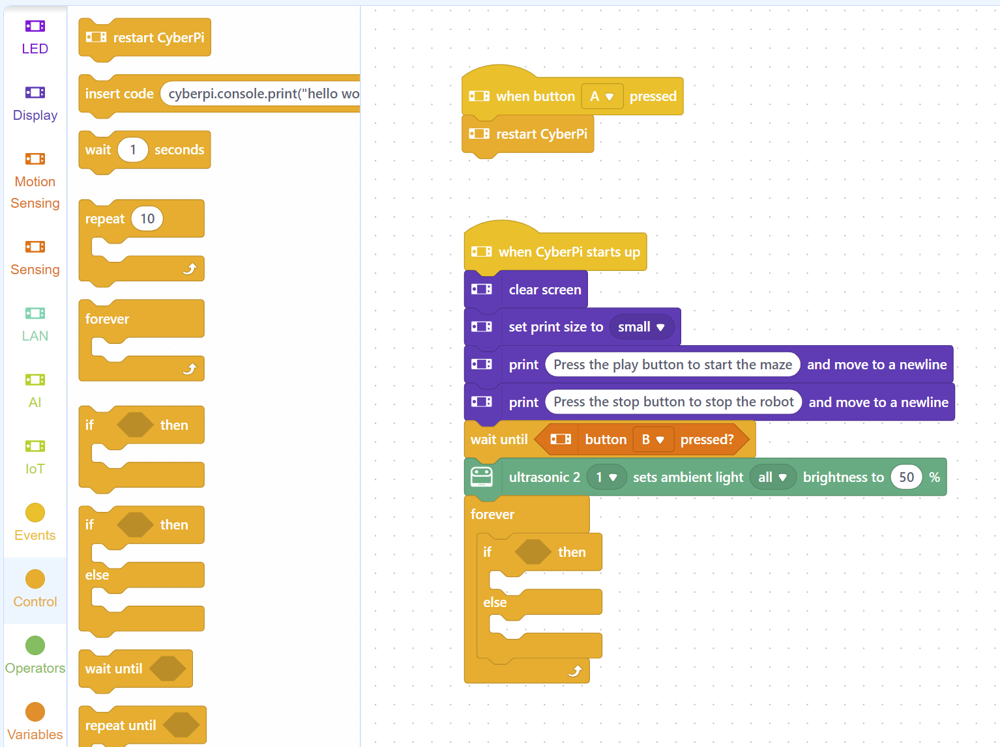 LED
Display
Motion
Sensing
Sensing
LAN
AI
IoT
Events
Control
Operators
Variables
restart CyberPi
insert code cyberpi.console.print("hello wo
wait 1 seconds
repeat 10
forever
if then
if then
else
wait until
repeat until
when button A pressed
restart CyberPi
when CyberPi starts up
clear screen
set print size to small
print Press the play button to start the maze and move to a newline
print Press the stop button to stop the robot and move to a newline
wait until button B pressed?
ultrasonic 2 1 sets ambient light all brightness to 50 %
forever
if then
else